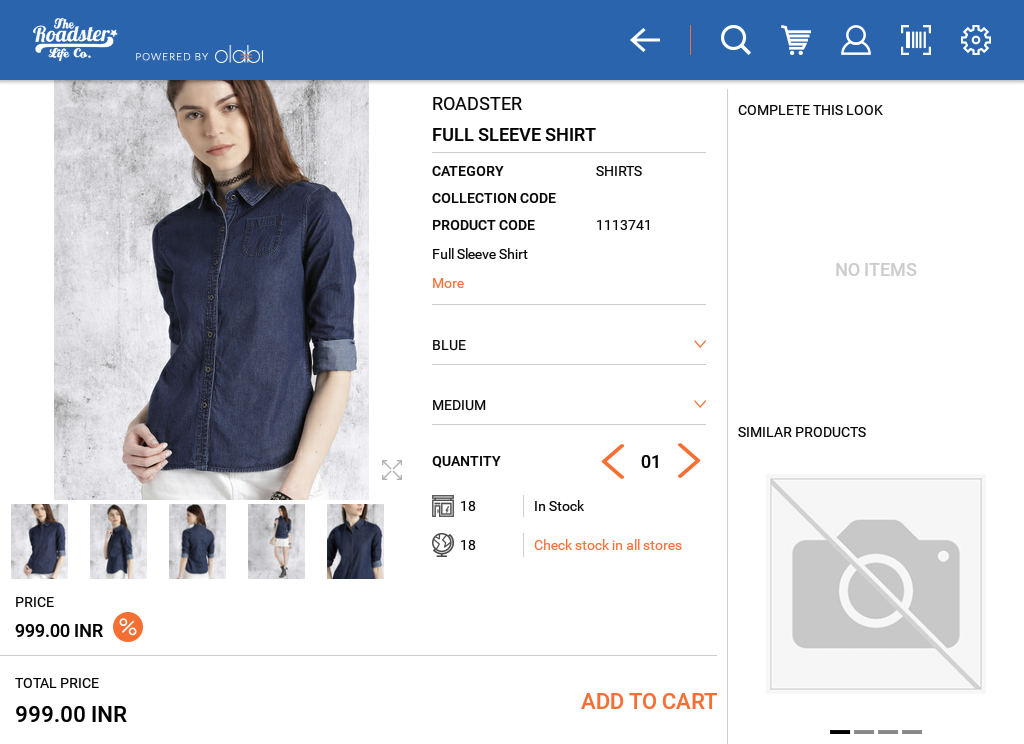 The
Roadster
Life Co.
POWERED BY olabi
ROADSTER
FULL SLEEVE SHIRT
CATEGORY SHIRTS
COLLECTION CODE
PRODUCT CODE 1113741
Full Sleeve Shirt
More
BLUE
MEDIUM
QUANTITY 01
18 In Stock
18 Check stock in all stores
PRICE
999.00 INR %
TOTAL PRICE
999.00 INR
ADD TO CART
COMPLETE THIS LOOK
NO ITEMS
SIMILAR PRODUCTS